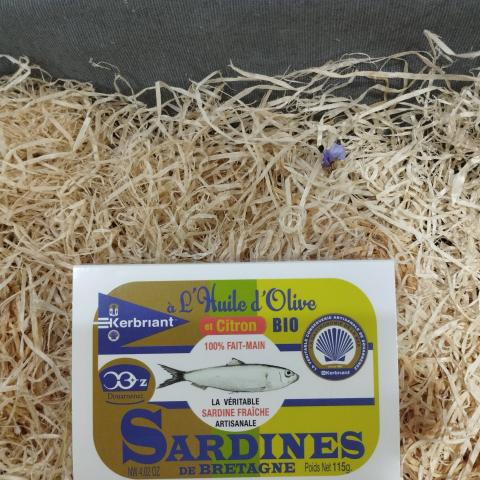 à L'Huile d'Olive
et Citron BIO
Kerbriant
100% FAIT-MAIN
Douarnenez
LA VÉRITABLE
SARDINE FRAÎCHE
ARTISANALE
Kerbriant
SARDINES
DE BRETAGNE
NW 4.02 OZ
Poids Net 115g.